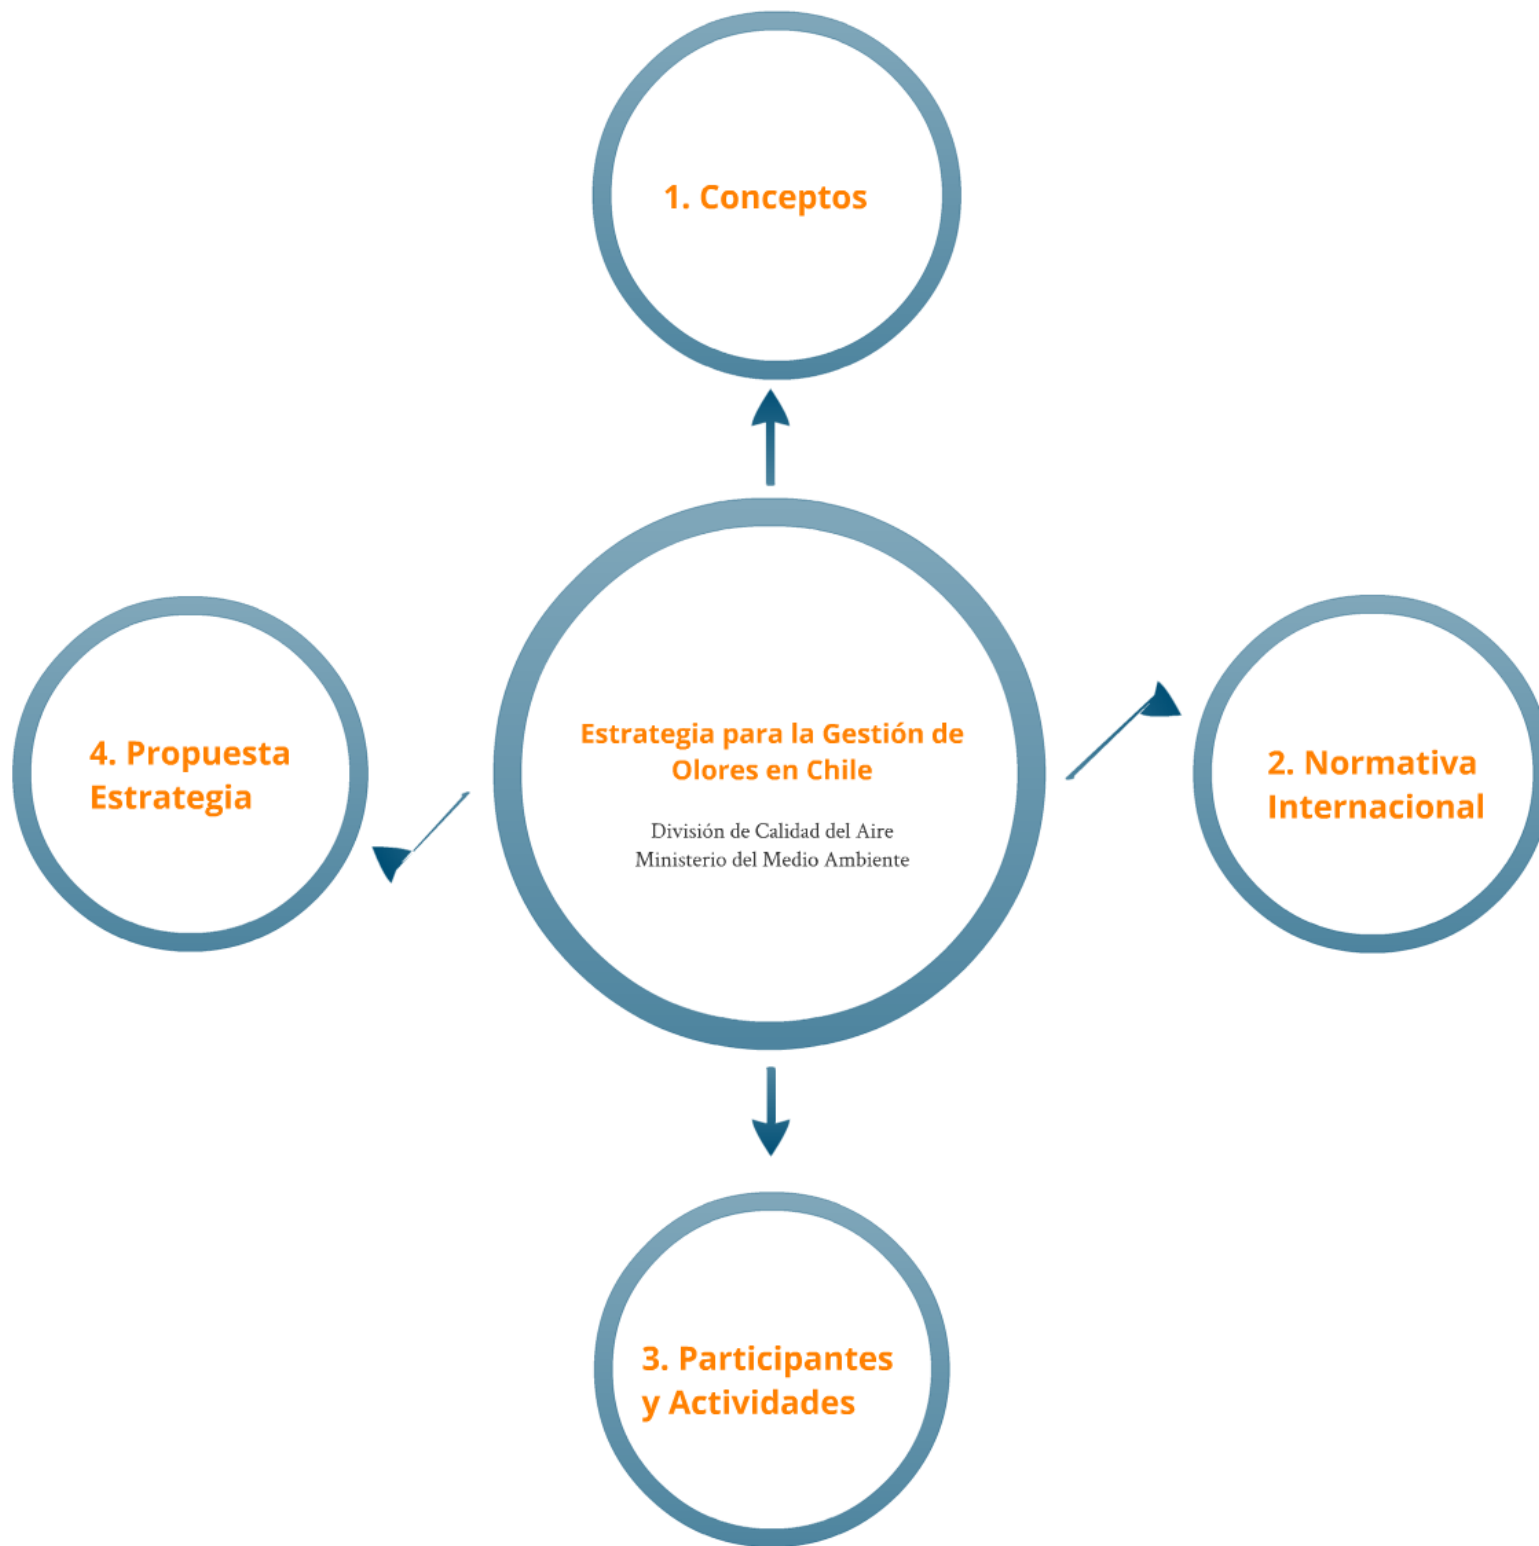 1. Conceptos
Estrategia para la Gestión de
Olores en Chile
División de Calidad del Aire
Ministerio del Medio Ambiente
2. Normativa
Internacional
3. Participantes
y Actividades
4. Propuesta
Estrategia